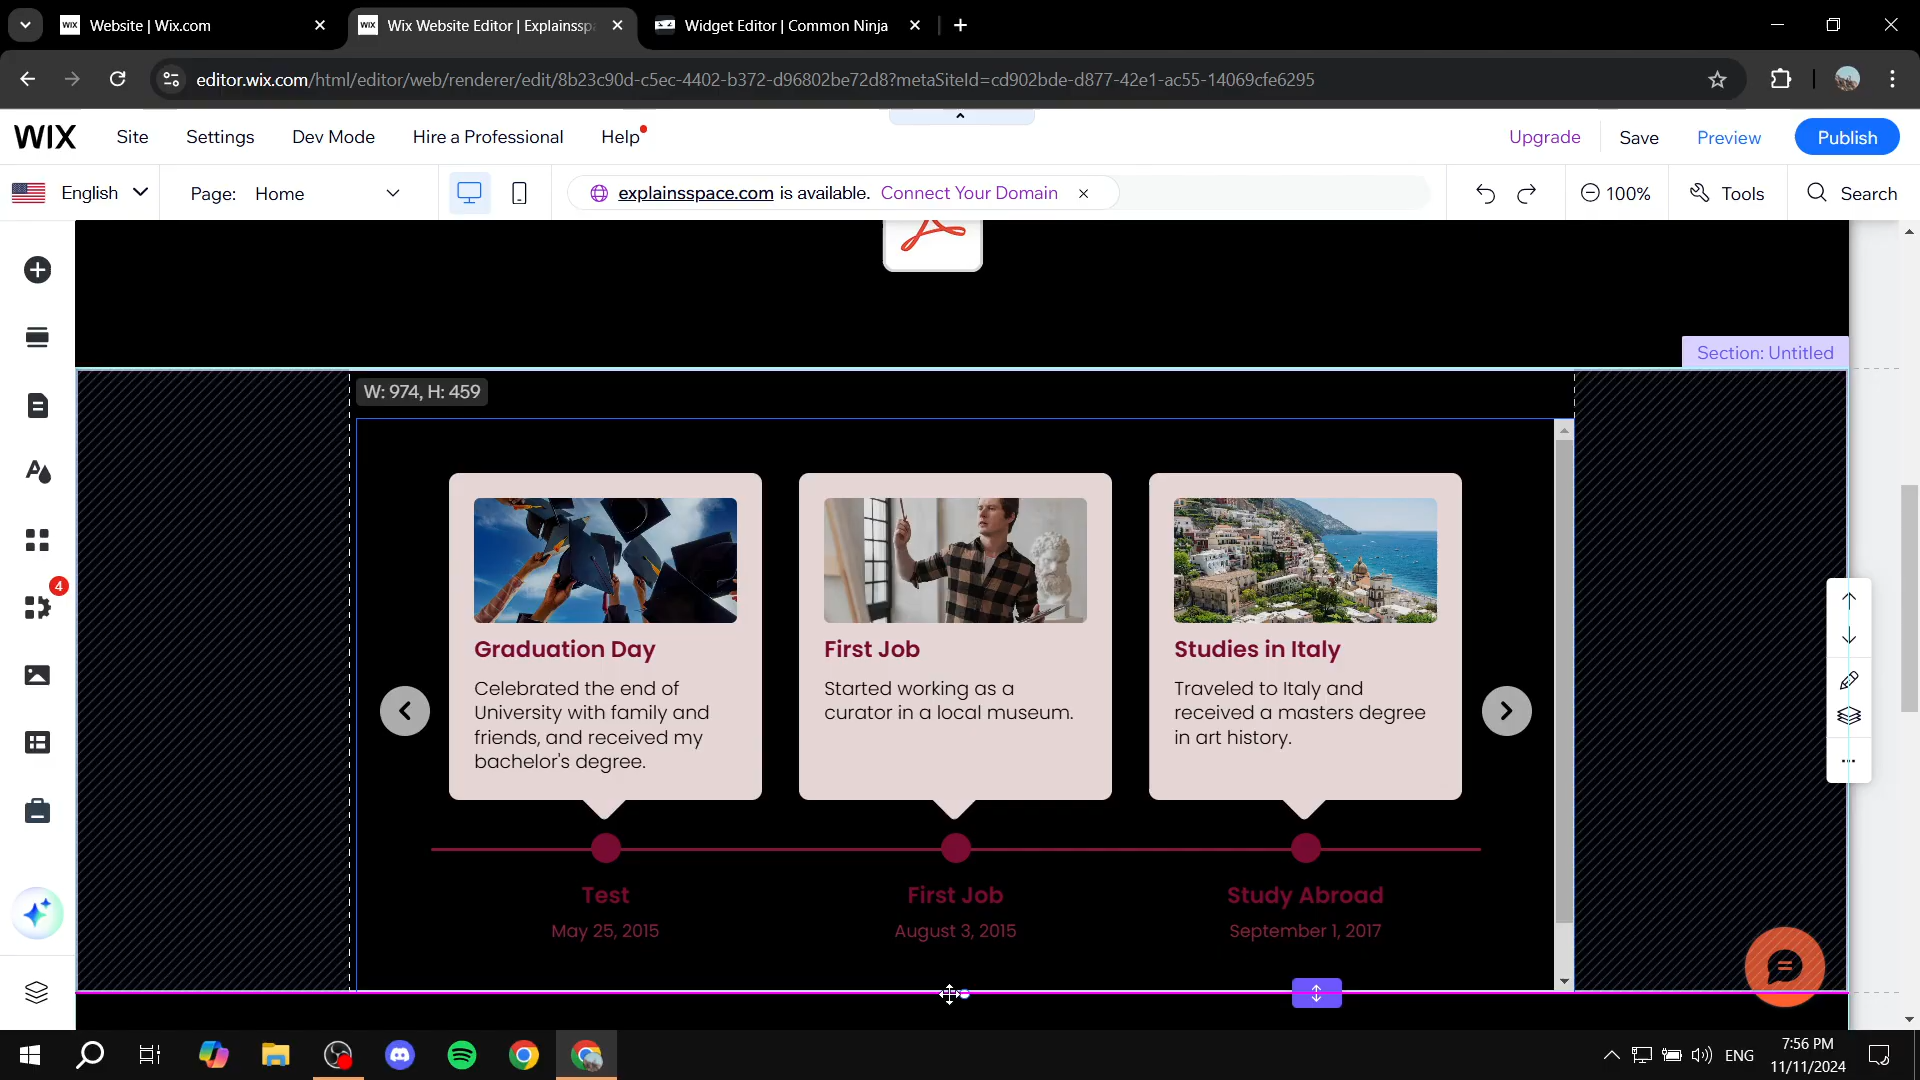 Website | Wix.com
Wix Website Editor | Explainssp
Widget Editor | Common Ninja
editor.wix.com/html/editor/web/renderer/edit/8b23c90d-c5ec-4402-b372-d96802be72d8?metaSiteId=cd902bde-d877-42e1-ac55-14069cfe6295
WIX
Site
Settings
Dev Mode
Hire a Professional
Help
Upgrade
Save
Preview
Publish
English
Page: Home
explainsspace.com is available. Connect Your Domain
100%
Tools
Search
Section: Untitled
W: 974, H: 459
4
Graduation Day
Celebrated the end of
University with family and
friends, and received my
bachelor's degree.
First Job
Started working as a
curator in a local museum.
Studies in Italy
Traveled to Italy and
received a masters degree
in art history.
Test
May 25, 2015
First Job
August 3, 2015
Study Abroad
September 1, 2017
ENG
7:56 PM
11/11/2024